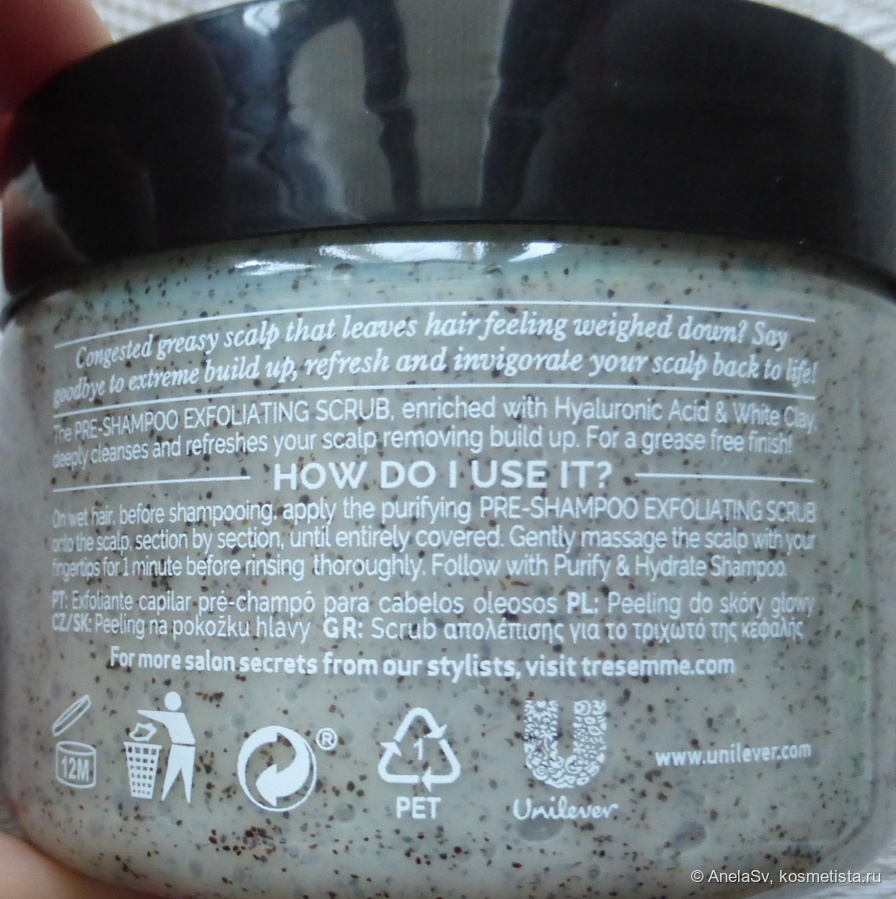 Congested greasy scalp that leaves hair feeling weighed down? Say
goodbye to extreme build up, refresh and invigorate your scalp back to life!
The PRE-SHAMPOO EXFOLIATING SCRUB, enriched with Hyaluronic Acid & White Clay,
deeply cleanses and refreshes your scalp removing build up. For a grease free finish!
HOW DO I USE IT?
On wet hair, before shampooing, apply the purifying PRE-SHAMPOO EXFOLIATING SCRUB
onto the scalp, section by section, until entirely covered. Gently massage the scalp with your
fingertips for 1 minute before rinsing thoroughly. Follow with Purify & Hydrate Shampoo.
PT: Exfoliante capilar pré-champô para cabelos oleosos PL: Peeling do skóry głowy
CZ/SK: Peeling na pokožku hlavy GR: Scrub απολέπισης για το τριχωτό της κεφαλής
For more salon secrets from our stylists, visit tresemme.com
12M
®
1
PET
Unilever
www.unilever.com
© AnelaSv, kosmetista.ru